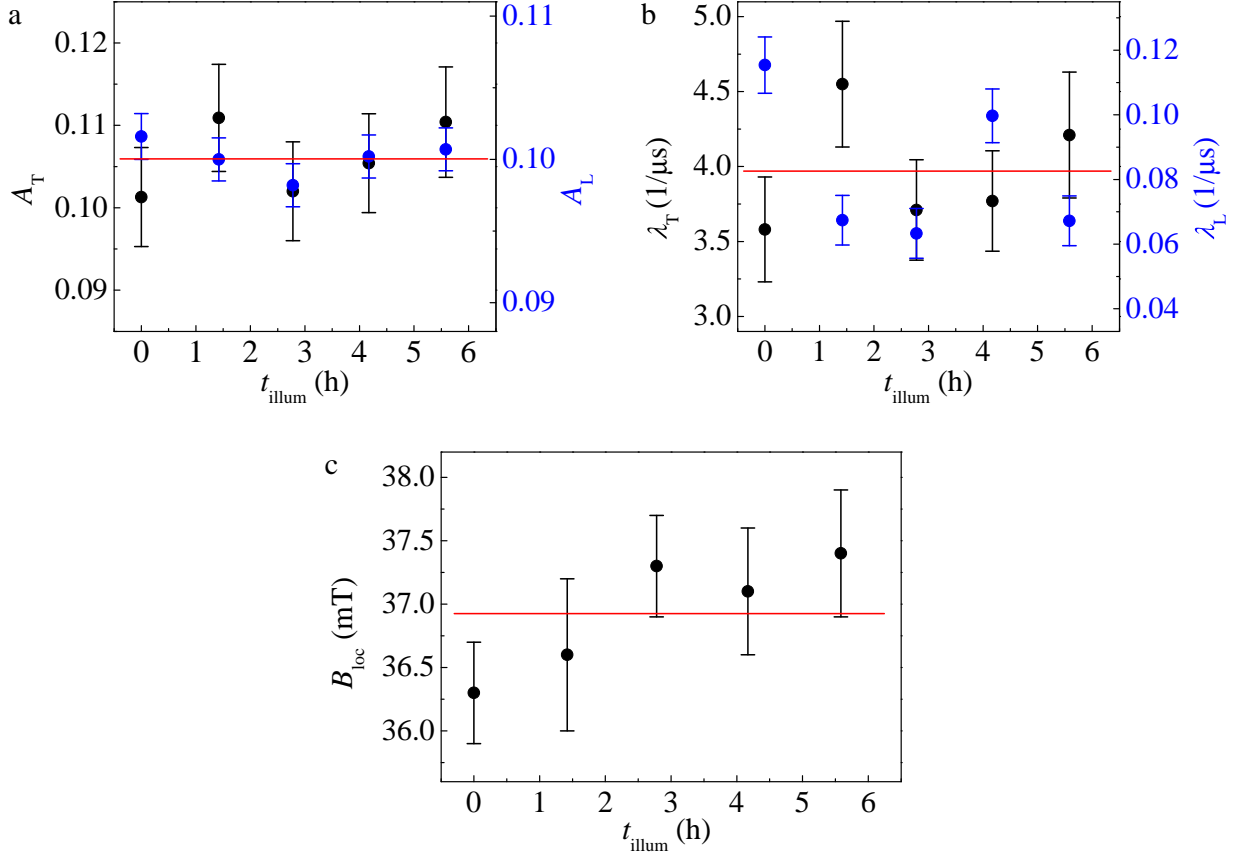 a
0.12
0.11
0.10
0.09
A_T
0.11
0.10
0.09
A_L
0 1 2 3 4 5 6
t_illum (h)
b
5.0
4.5
4.0
3.5
3.0
λ_T (1/μs)
0.12
0.10
0.08
0.06
0.04
λ_L (1/μs)
0 1 2 3 4 5 6
t_illum (h)
c
38.0
37.5
37.0
36.5
36.0
B_loc (mT)
0 1 2 3 4 5 6
t_illum (h)